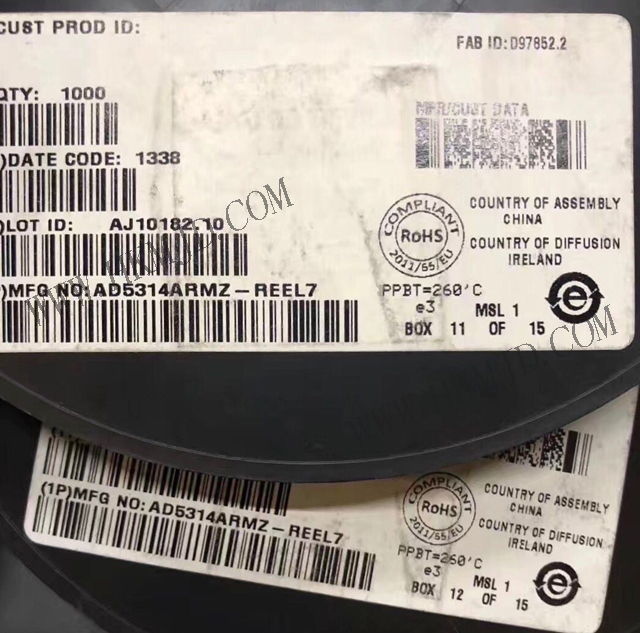 CUST PROD ID:
FAB ID: D97852.2
QTY: 1000
MFR/CUST DATA
)DATE CODE: 1338
)LOT ID: AJ10182.10
COMPLIANT
RoHS
2011/65/EU
COUNTRY OF ASSEMBLY
CHINA
COUNTRY OF DIFFUSION
IRELAND
)MFG NO: AD5314ARMZ-REEL7
PPBT=260'C
e3
MSL 1
e
BOX 11 OF 15
(1P)MFG NO: AD5314ARMZ-REEL7
COMPLIANT
RoHS
2011/65/EU
COUNTRY OF ASSEMBLY
CHINA
COUNTRY OF DIFFUSION
IRELAND
PPBT=260'C
e3
MSL 1
e
BOX 12 OF 15